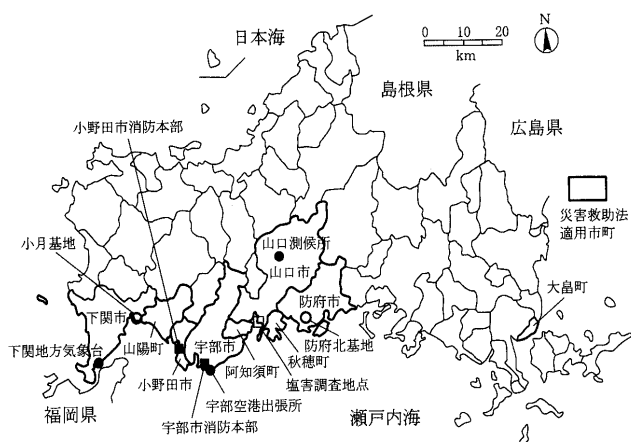 日本海
N
0 10 20
km
島根県
広島県
小野田市消防本部
災害救助法
適用市町
小月基地
山口測候所
山口市
大畠町
防府市
下関市
下関地方気象台
山陽町
宇部市
小野田市
阿知須町
秋穂町
防府北基地
塩害調査地点
宇部空港出張所
宇部市消防本部
福岡県
瀬戸内海